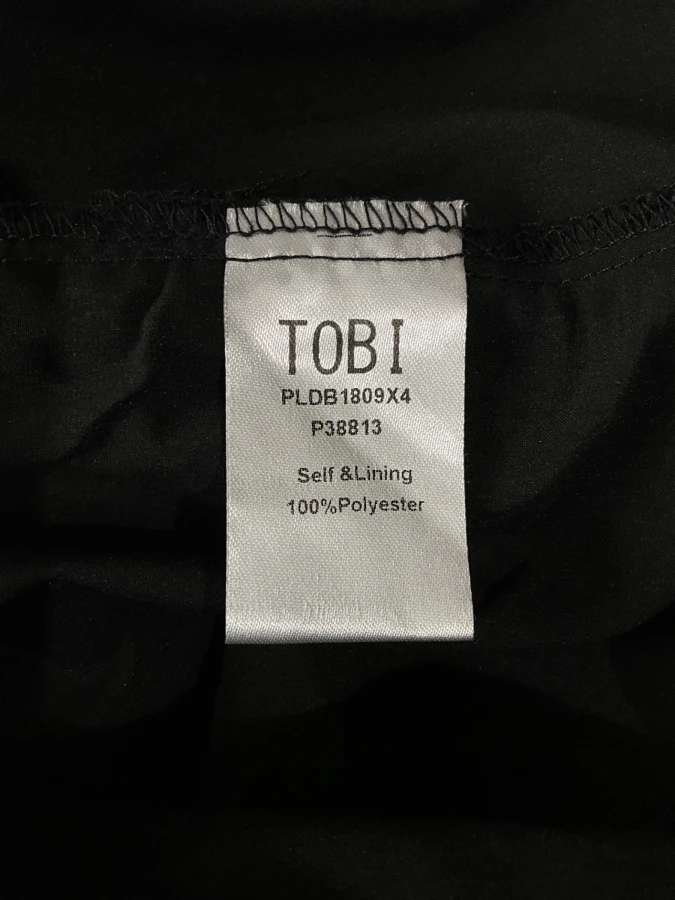 TOBI
PLDB1809X4
P38813
Self &Lining
100%Polyester